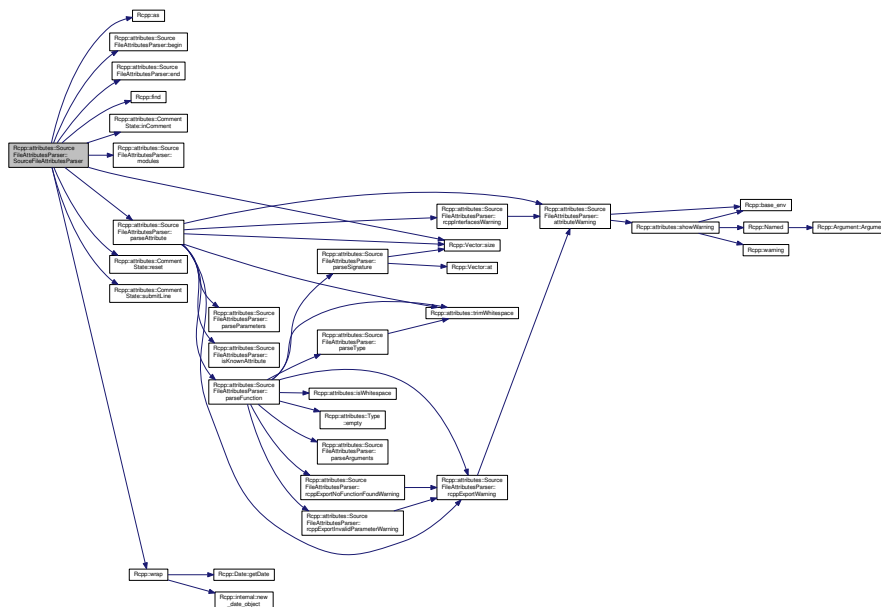 Rcpp::as
Rcpp::attributes::Source
FileAttributesParser::begin
Rcpp::attributes::Source
FileAttributesParser::end
Rcpp::find
Rcpp::attributes::Comment
State::inComment
Rcpp::attributes::Source
FileAttributesParser::
SourceFileAttributesParser
Rcpp::attributes::Source
FileAttributesParser::
modules
Rcpp::attributes::Source
FileAttributesParser::
parseAttribute
Rcpp::attributes::Comment
State::reset
Rcpp::attributes::Comment
State::submitLine
Rcpp::attributes::Source
FileAttributesParser::
rcppInterfacesWarning
Rcpp::Vector::size
Rcpp::attributes::Source
FileAttributesParser::
parseSignature
Rcpp::Vector::at
Rcpp::attributes::Source
FileAttributesParser::
attributeWarning
Rcpp::attributes::showWarning
Rcpp::base_env
Rcpp::Named
Rcpp::Argument::Argument
Rcpp::warning
Rcpp::attributes::trimWhitespace
Rcpp::attributes::Source
FileAttributesParser::
parseParameters
Rcpp::attributes::Source
FileAttributesParser::
parseType
Rcpp::attributes::Source
FileAttributesParser::
isKnownAttribute
Rcpp::attributes::Source
FileAttributesParser::
parseFunction
Rcpp::attributes::isWhitespace
Rcpp::attributes::Type
::empty
Rcpp::attributes::Source
FileAttributesParser::
parseArguments
Rcpp::attributes::Source
FileAttributesParser::
rcppExportNoFunctionFoundWarning
Rcpp::attributes::Source
FileAttributesParser::
rcppExportWarning
Rcpp::attributes::Source
FileAttributesParser::
rcppExportInvalidParameterWarning
Rcpp::wrap
Rcpp::Date::getDate
Rcpp::internal::new
_date_object